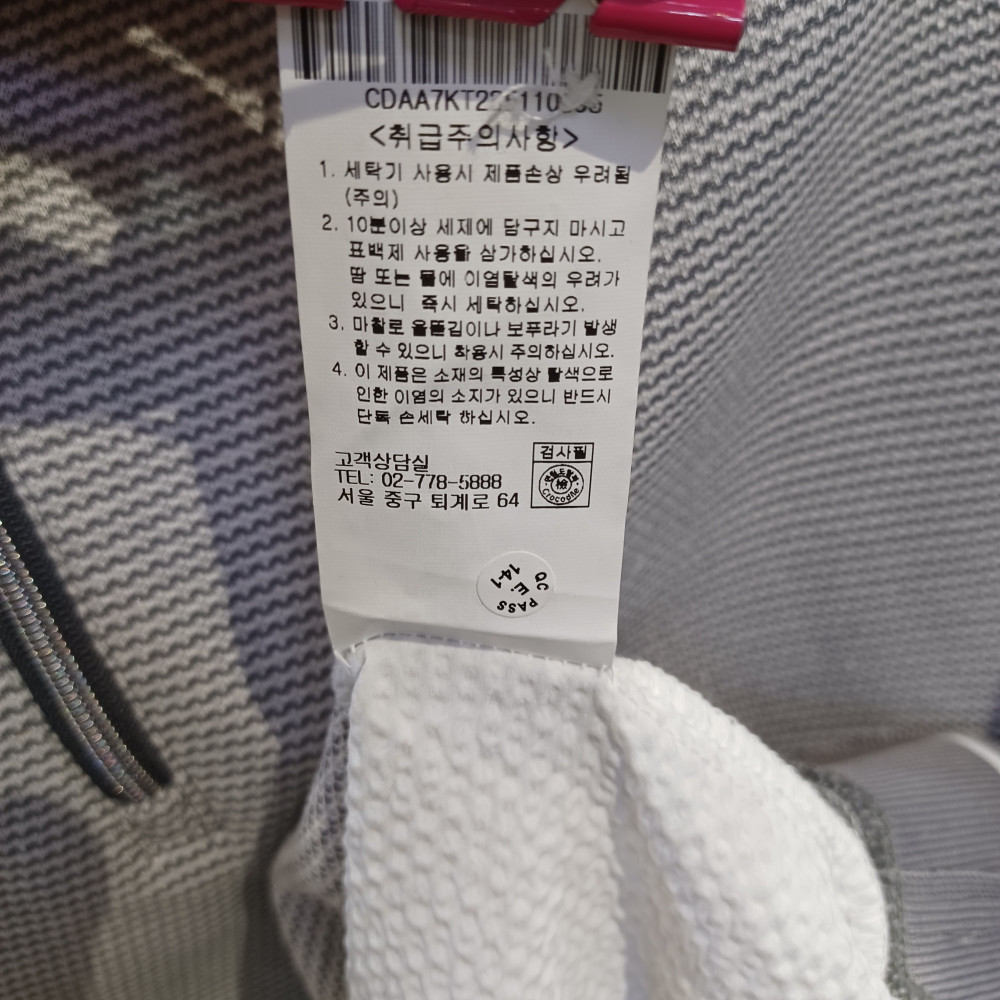 <취급주의사항>
1. 세탁기 사용시 제품손상 우려됨
(주의)
2. 10분이상 세제에 담구지 마시고
표백제 사용을 삼가하십시오.
땀 또는 물에 이염탈색의 우려가
있으니 즉시 세탁하십시오.
3. 마찰로 올뜯김이나 보푸라기 발생
할 수 있으니 착용시 주의하십시오.
4. 이 제품은 소재의 특성상 탈색으로
인한 이염의 소지가 있으니 반드시
단독 손세탁 하십시오.
고객상담실
TEL: 02-778-5888
서울 중구 퇴계로 64
검사필
檢
Crocodile
QC
14-1
PASS